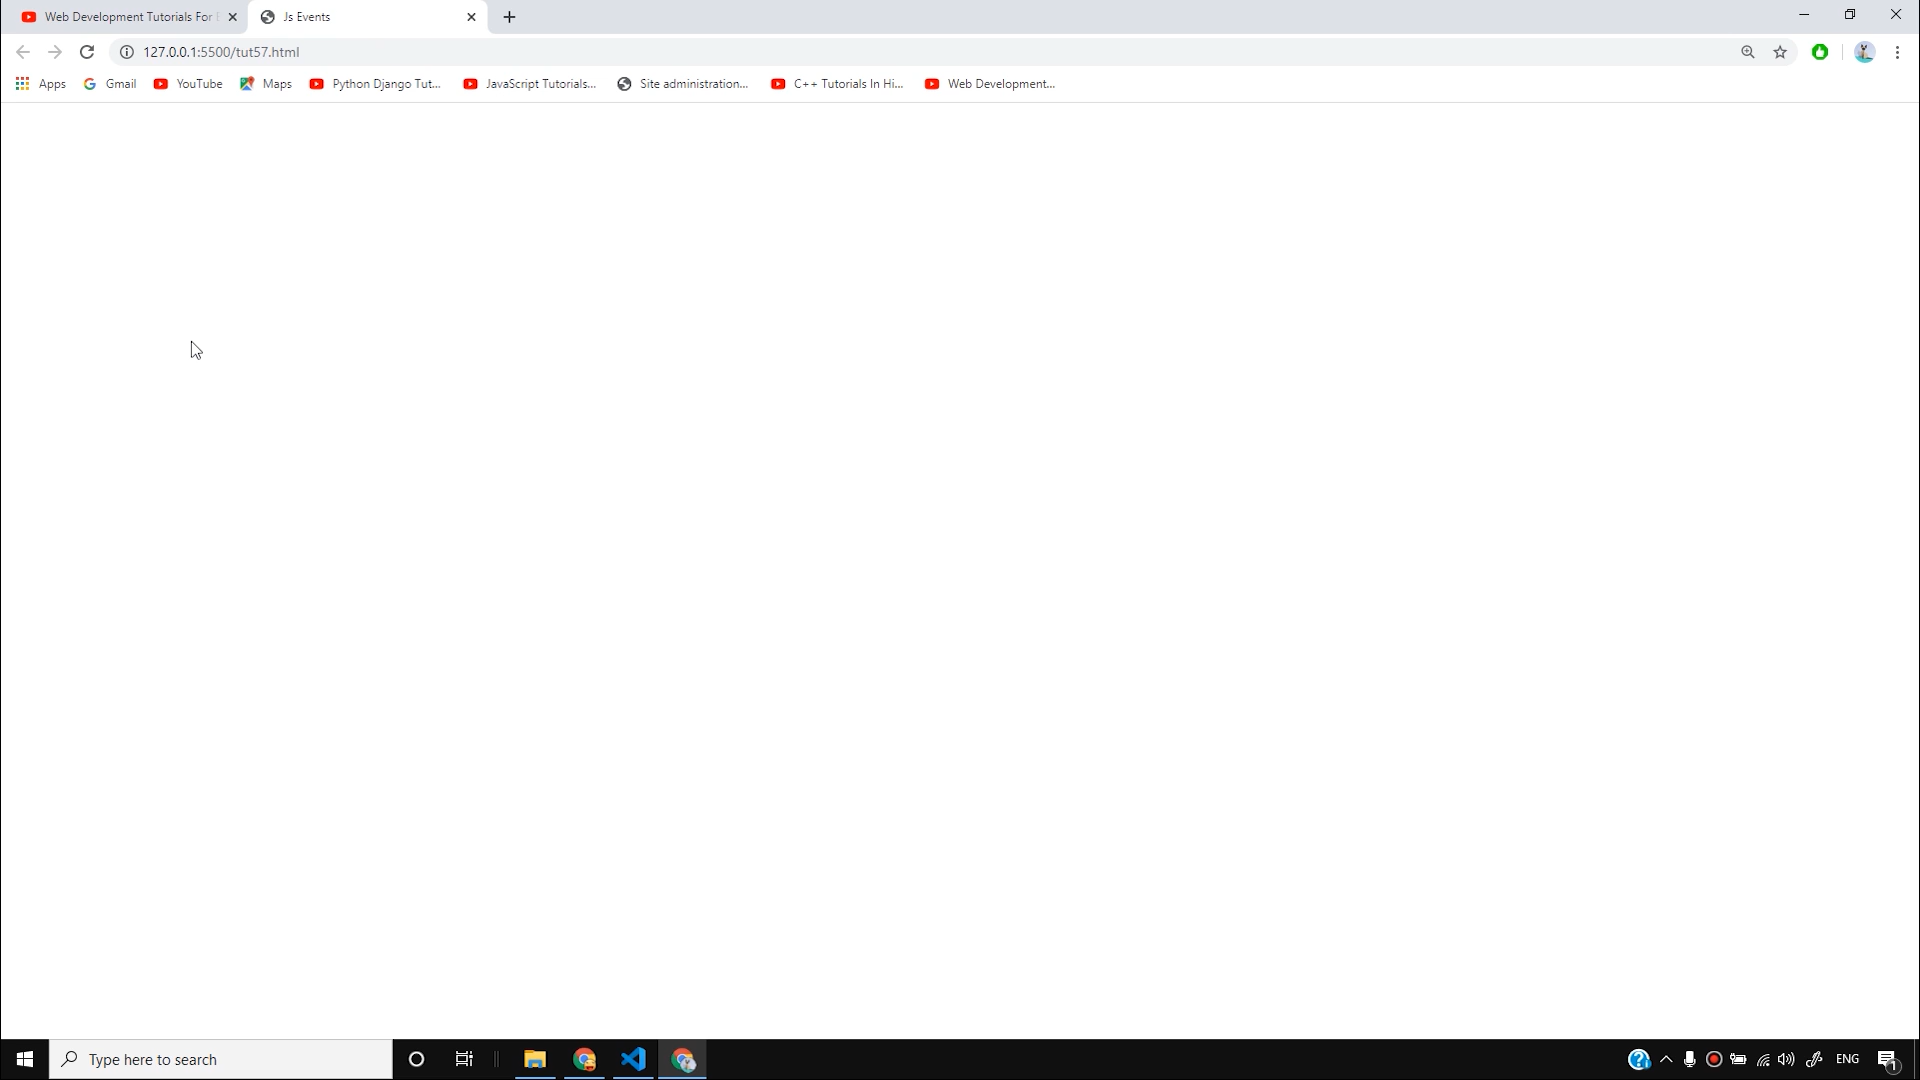 Web Development Tutorials For
Js Events
127.0.0.1:5500/tut57.html
Apps
Gmail
YouTube
Maps
Python Django Tut...
JavaScript Tutorials...
Site administration...
C++ Tutorials In Hi...
Web Development...
Type here to search
ENG
1